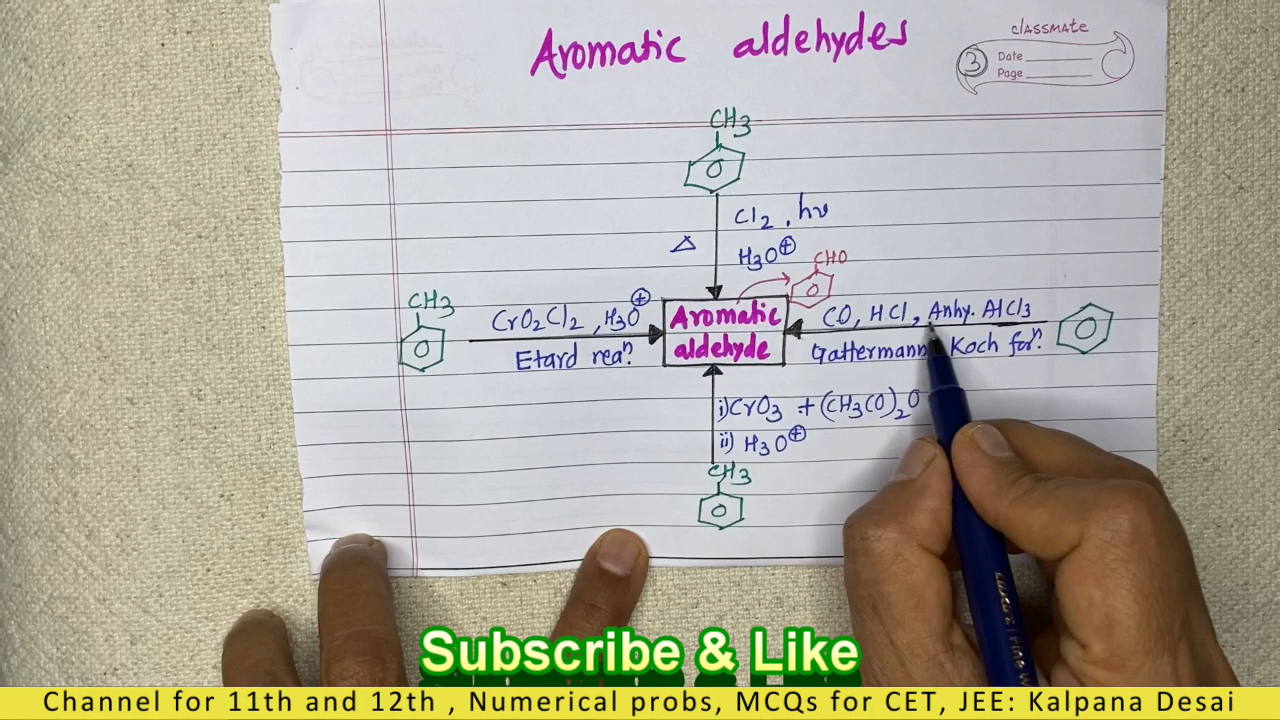 Aromatic aldehydes
classmate
3
Date
Page
CH3
Cl2, hν
△
H3O⊕
CHO
CH3
CrO2Cl2, H3O⊕
Etard rean.
Aromatic
aldehyde
CO, HCl, Anhy. AlCl3
Gattermann Koch forn.
i) CrO3 + (CH3CO)2O
ii) H3O⊕
CH3
Subscribe & Like
Channel for 11th and 12th , Numerical probs, MCQs for CET, JEE: Kalpana Desai